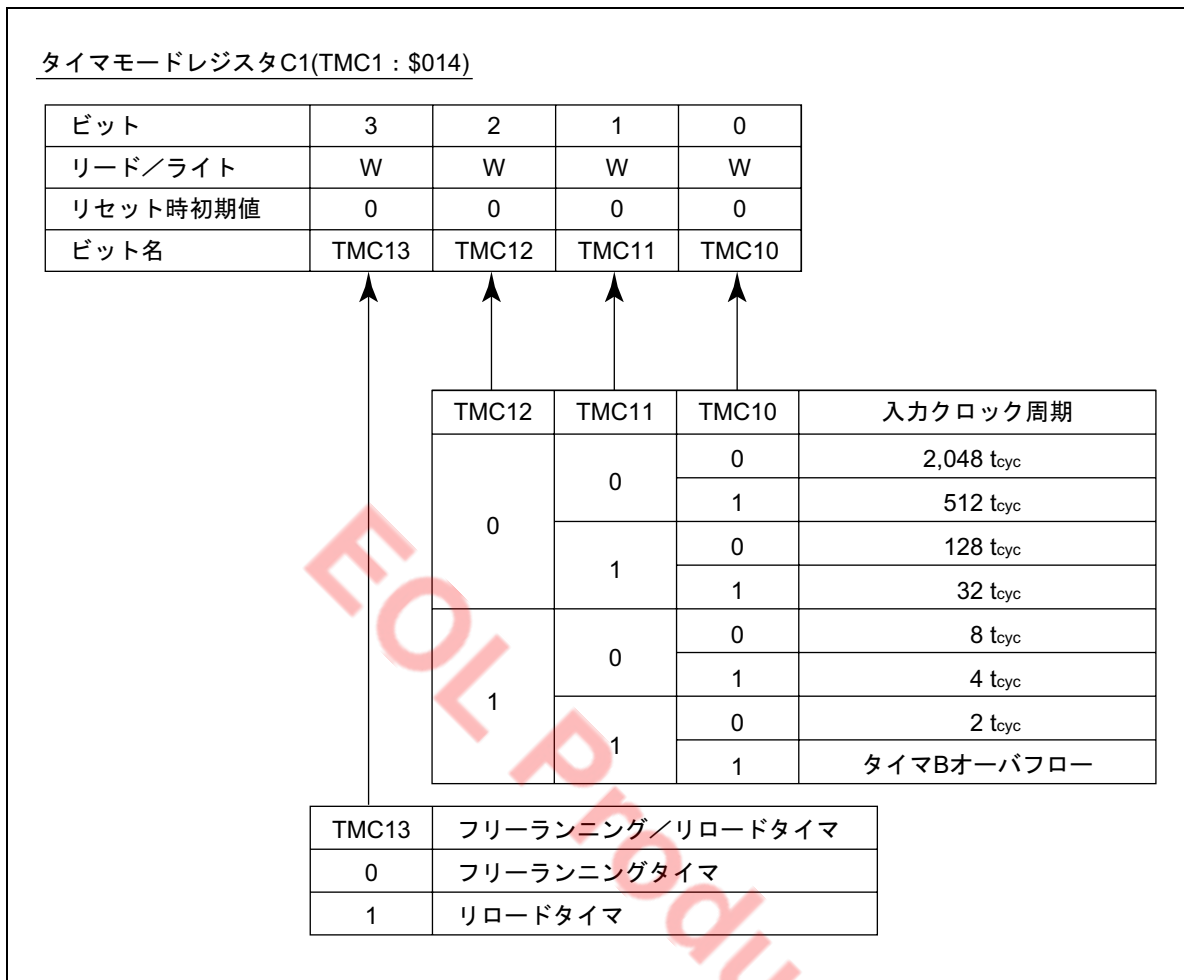 タイマモードレジスタC1(TMC1：$014)
ビット 3 2 1 0
リード／ライト W W W W
リセット時初期値 0 0 0 0
ビット名 TMC13 TMC12 TMC11 TMC10
TMC12 TMC11 TMC10 入力クロック周期
0 0 0 2,048 tcyc
1 512 tcyc
1 0 128 tcyc
1 32 tcyc
1 0 0 8 tcyc
1 4 tcyc
1 0 2 tcyc
1 タイマBオーバフロー
TMC13 フリーランニング／リロードタイマ
0 フリーランニングタイマ
1 リロードタイマ
EOL Produ